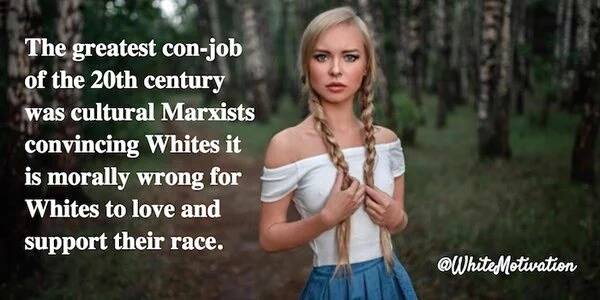 The greatest con-job
of the 20th century
was cultural Marxists
convincing Whites it
is morally wrong for
Whites to love and
support their race.
@WhiteMotivation